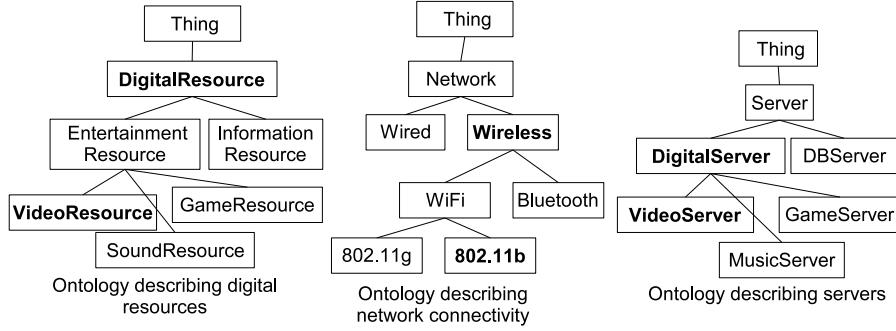 Thing
DigitalResource
Entertainment
Resource
Information
Resource
VideoResource
GameResource
SoundResource
Ontology describing digital
resources
Thing
Network
Wired
Wireless
WiFi
Bluetooth
802.11g
802.11b
Ontology describing
network connectivity
Thing
Server
DigitalServer
DBServer
VideoServer
GameServer
MusicServer
Ontology describing servers